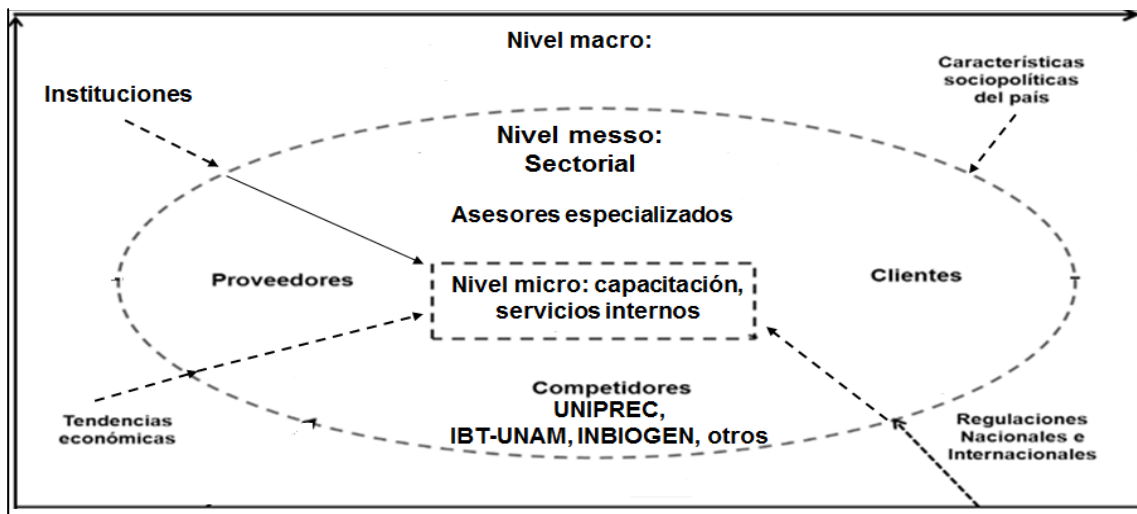 Nivel macro:
Características
sociopolíticas
del país
Instituciones
Nivel messo:
Sectorial
Asesores especializados
Proveedores
Clientes
Nivel micro: capacitación,
servicios internos
Competidores
UNIPREC,
IBT-UNAM, INBIOGEN, otros
Tendencias
económicas
Regulaciones
Nacionales e
Internacionales